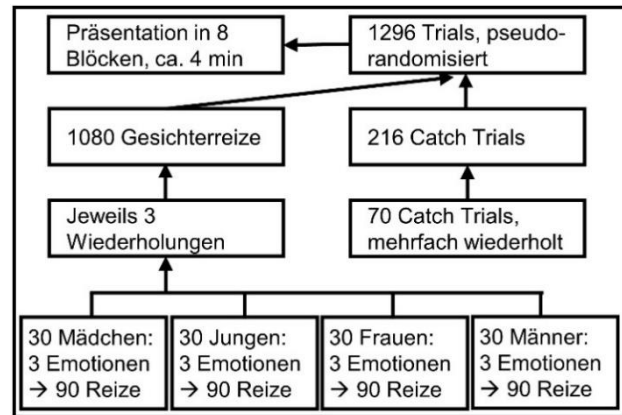 Präsentation in 8
Blöcken, ca. 4 min
1296 Trials, pseudo-
randomisiert
1080 Gesichterreize
216 Catch Trials
Jeweils 3
Wiederholungen
70 Catch Trials,
mehrfach wiederholt
30 Mädchen:
3 Emotionen
→ 90 Reize
30 Jungen:
3 Emotionen
→ 90 Reize
30 Frauen:
3 Emotionen
→ 90 Reize
30 Männer:
3 Emotionen
→ 90 Reize